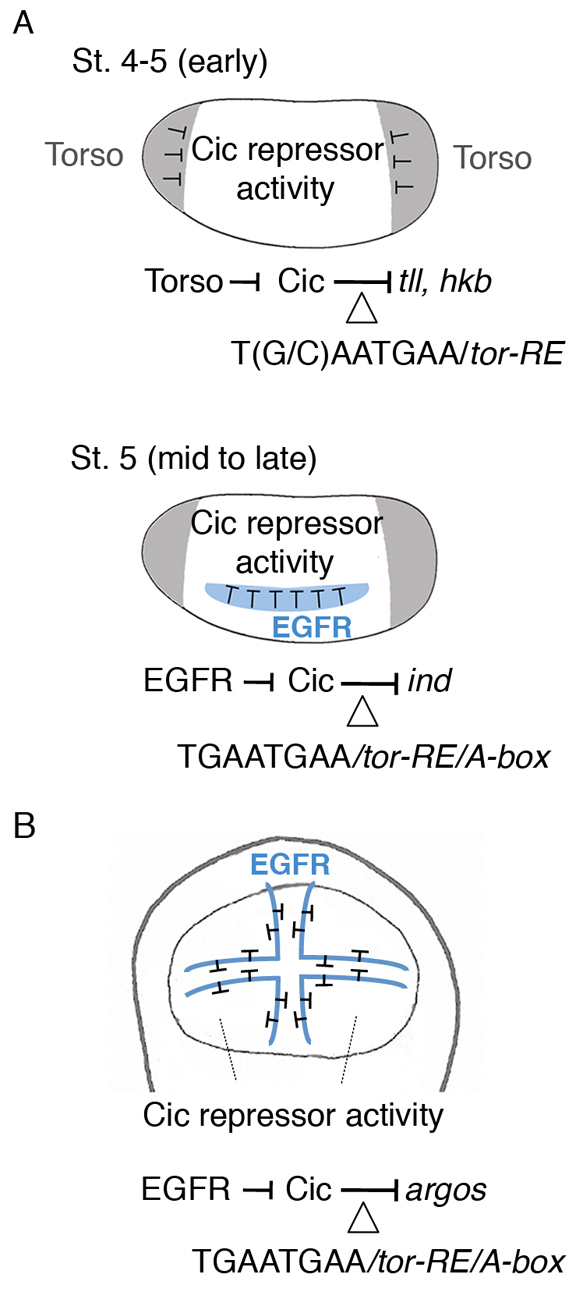 A
St. 4-5 (early)
Torso
Cic repressor
activity
Torso
Torso Cic tll, hkb
T(G/C)AATGAA/tor-RE
St. 5 (mid to late)
Cic repressor
activity
EGFR
EGFR Cic ind
TGAATGAA/tor-RE/A-box
B
EGFR
Cic repressor activity
EGFR Cic argos
TGAATGAA/tor-RE/A-box